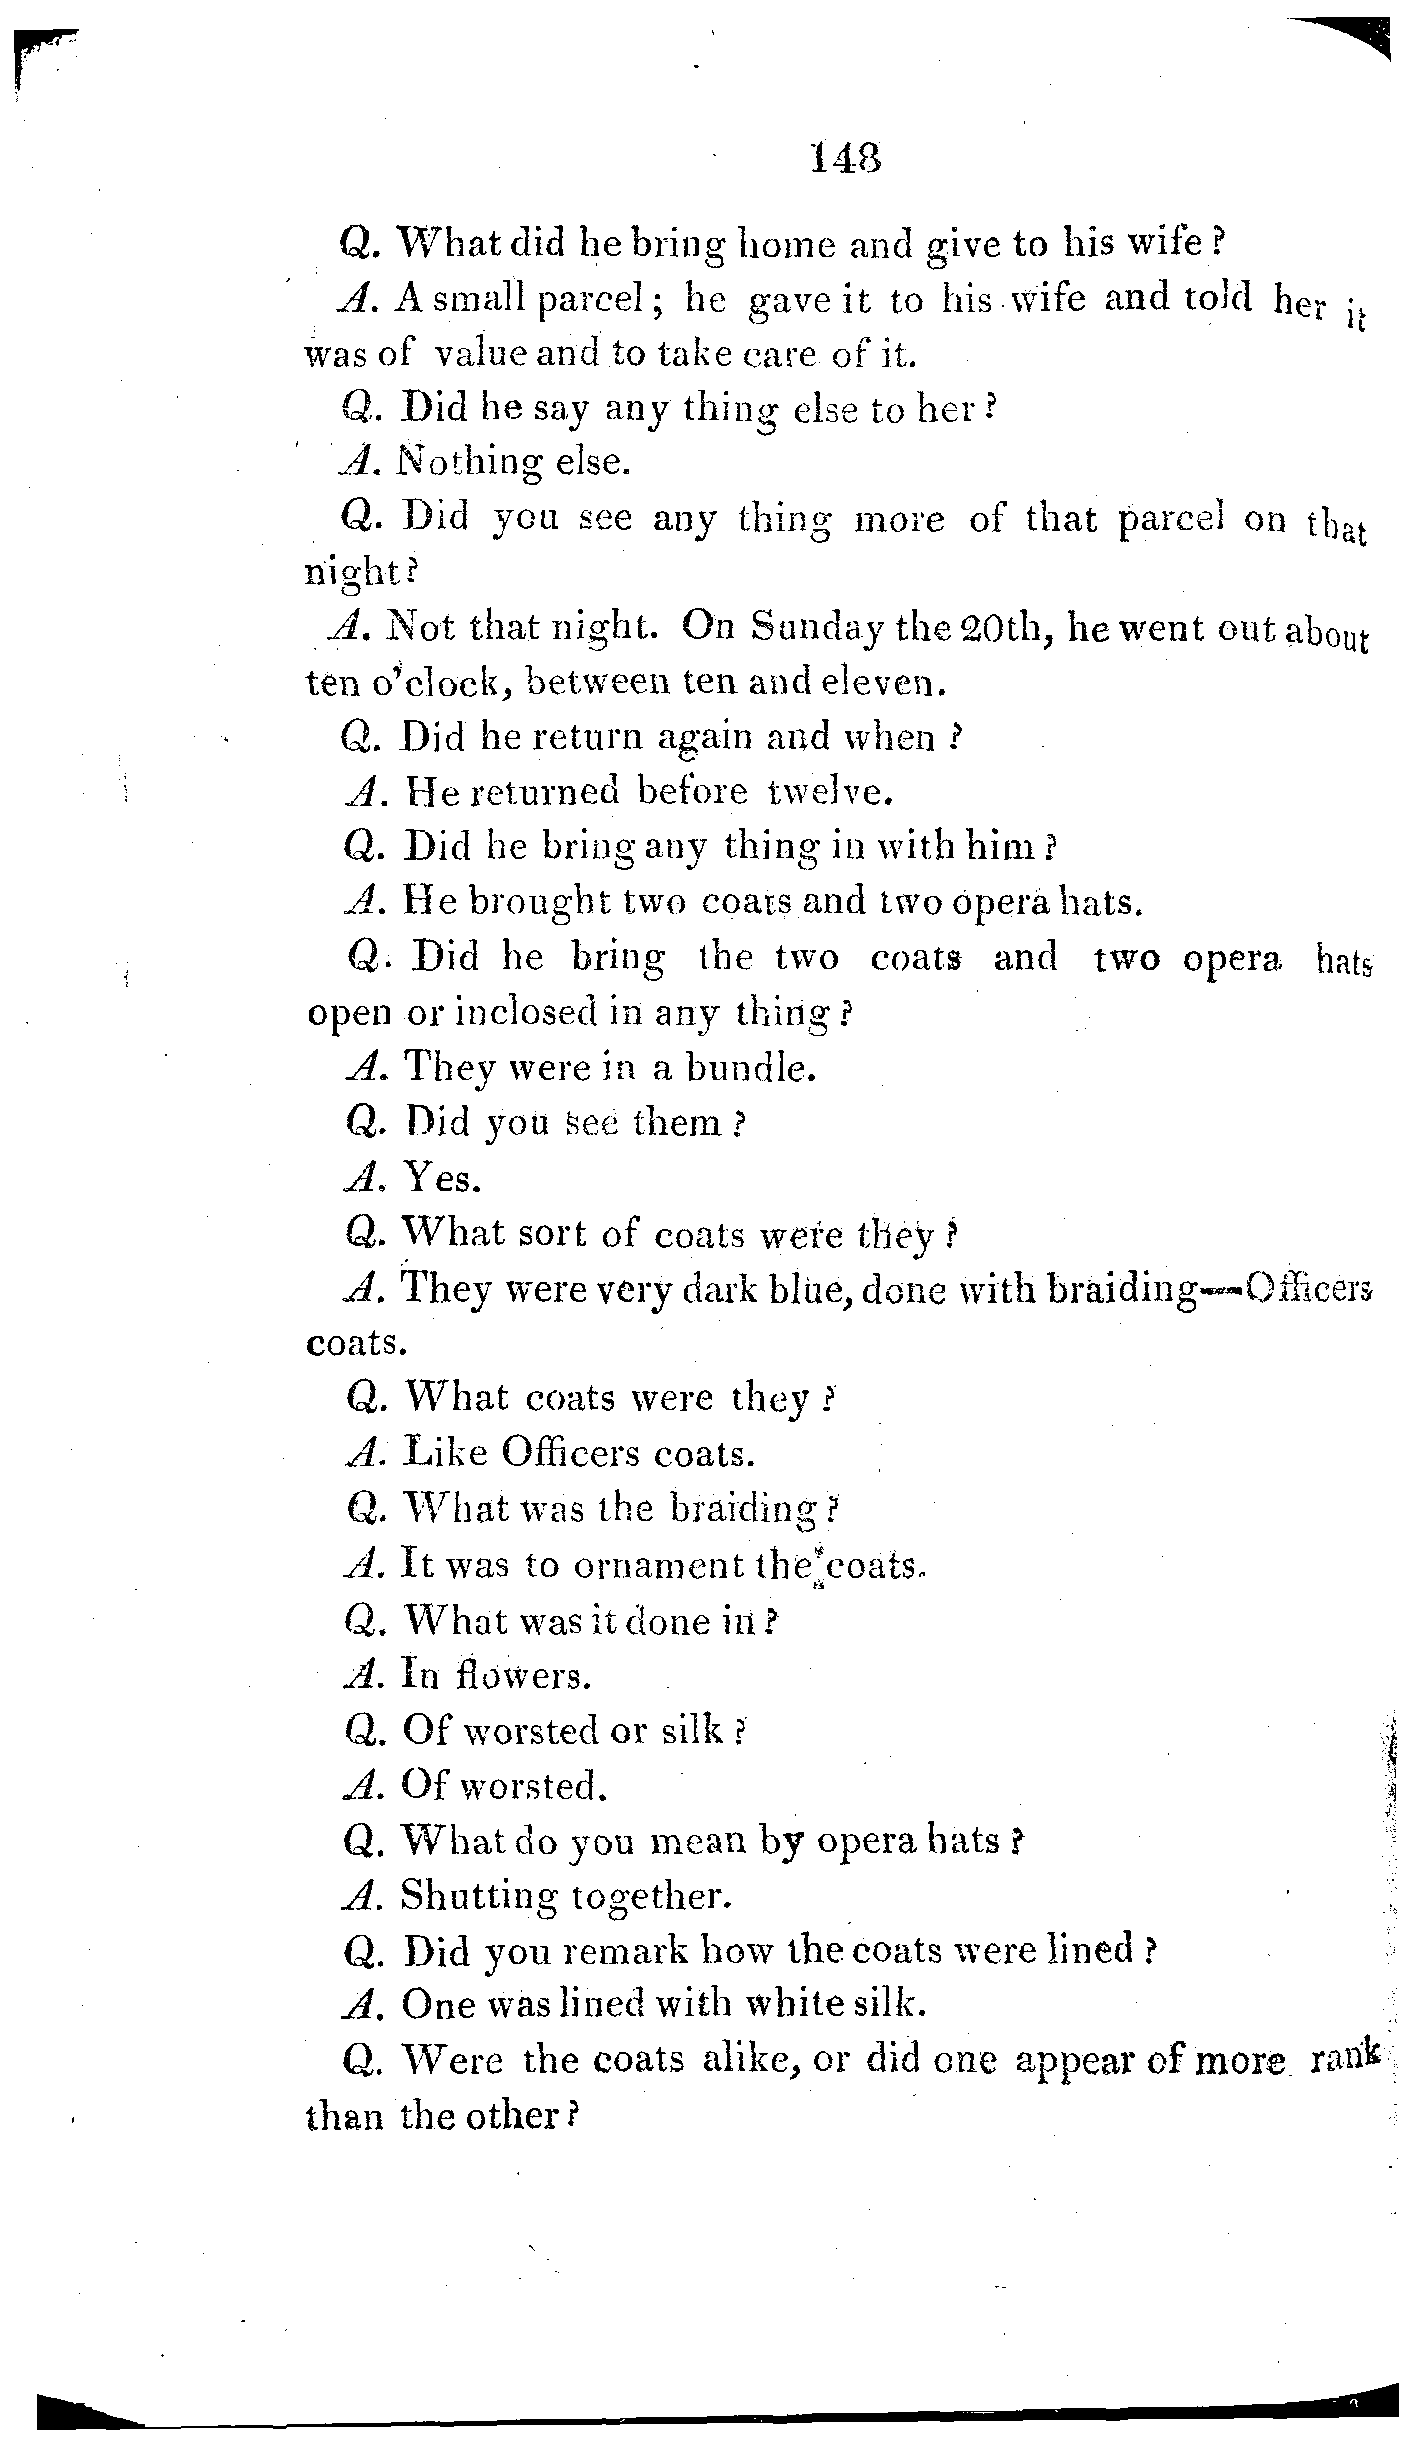 148
Q. What did he bring home and give to his wife?
A. A small parcel; he gave it to his wife and told her it
was of value and to take care of it.
Q. Did he say any thing else to her?
A. Nothing else.
Q. Did you see any thing more of that parcel on that
night?
A. Not that night. On Sunday the 20th, he went out about
ten o'clock, between ten and eleven.
Q. Did he return again and when?
A. He returned before twelve.
Q. Did he bring any thing in with him?
A. He brought two coats and two opera hats.
Q. Did he bring the two coats and two opera hats
open or inclosed in any thing?
A. They were in a bundle.
Q. Did you see them?
A. Yes.
Q. What sort of coats were they?
A. They were very dark blue, done with braiding—Officers
coats.
Q. What coats were they?
A. Like Officers coats.
Q. What was the braiding?
A. It was to ornament the coats.
Q. What was it done in?
A. In flowers.
Q. Of worsted or silk?
A. Of worsted.
Q. What do you mean by opera hats?
A. Shutting together.
Q. Did you remark how the coats were lined?
A. One was lined with white silk.
Q. Were the coats alike, or did one appear of more rank
than the other?